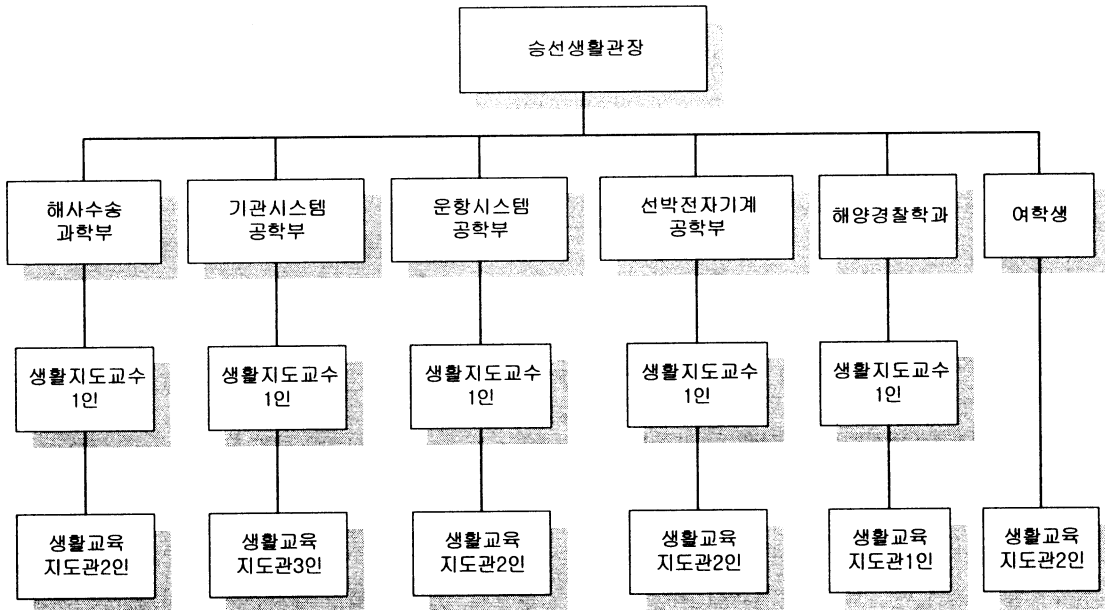 승선생활관장
해사수송
과학부
기관시스템
공학부
운항시스템
공학부
선박전자기계
공학부
해양경찰학과
여학생
생활지도교수
1인
생활지도교수
1인
생활지도교수
1인
생활지도교수
1인
생활지도교수
1인
생활교육
지도관2인
생활교육
지도관3인
생활교육
지도관2인
생활교육
지도관2인
생활교육
지도관1인
생활교육
지도관2인